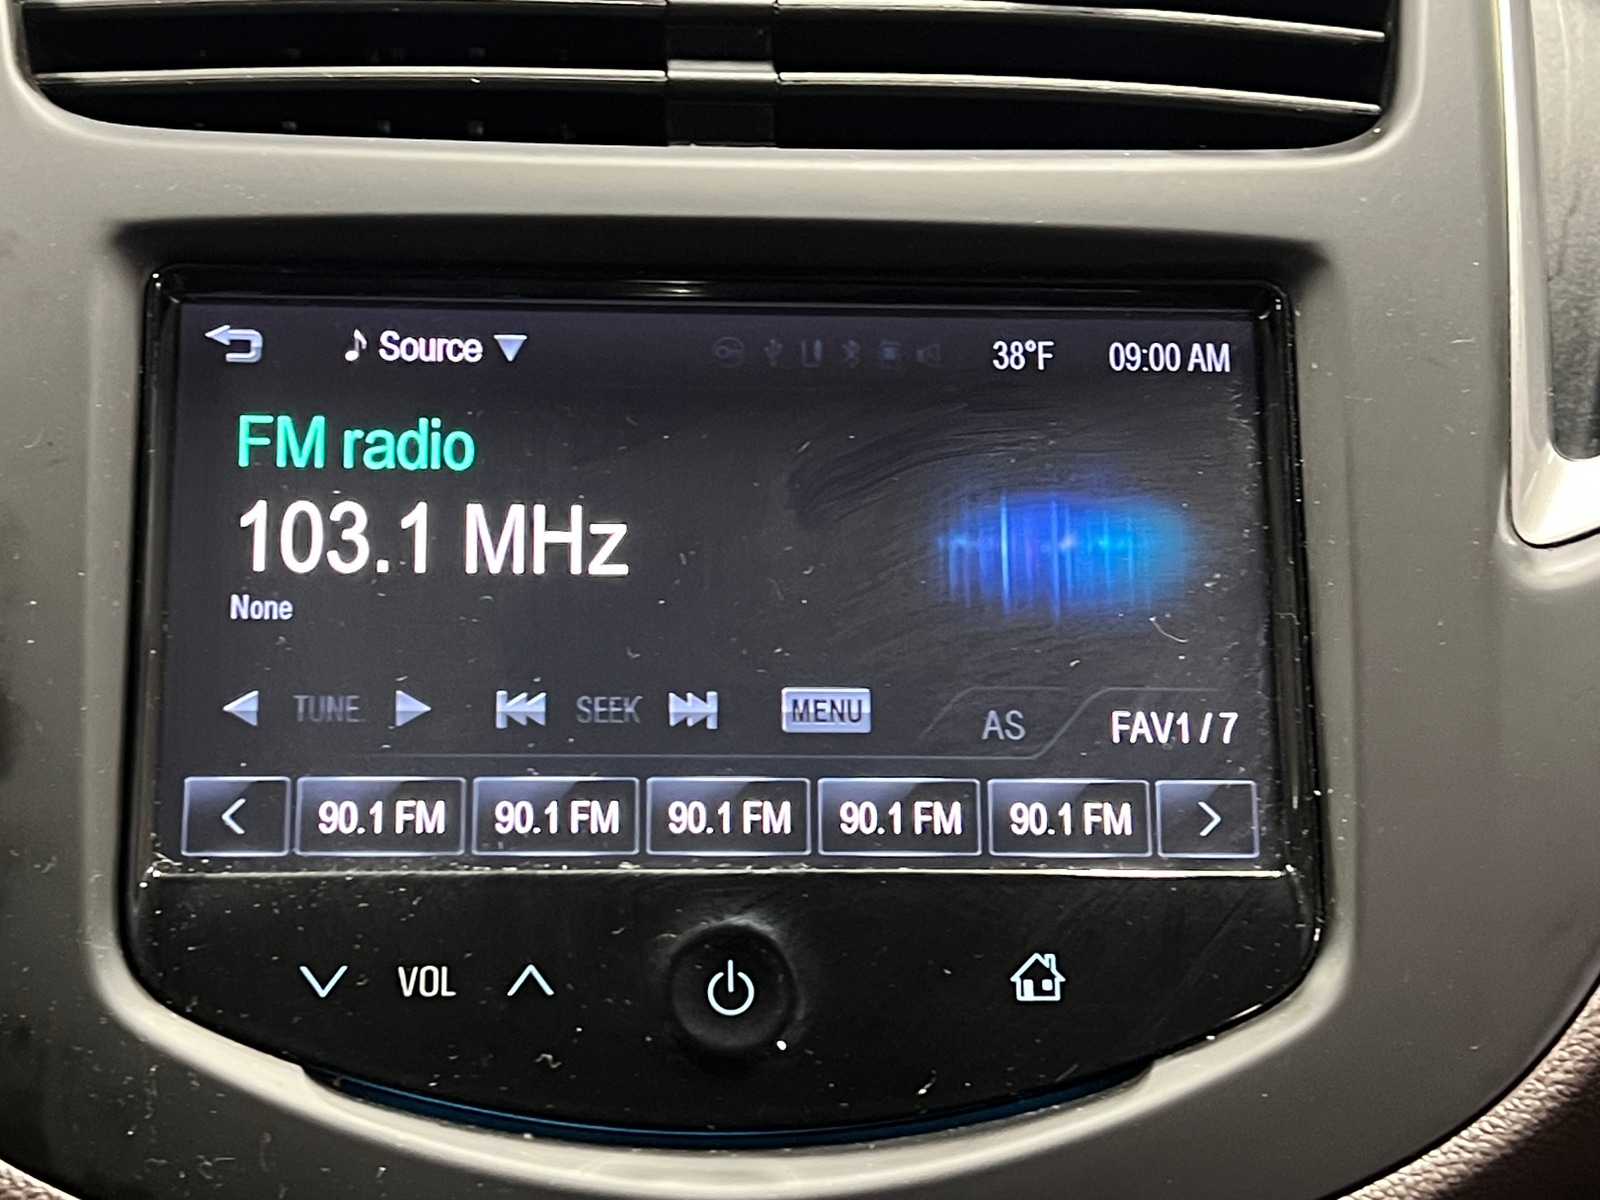 Source 38°F 09:00 AM
FM radio
103.1 MHz
None
TUNE SEEK MENU AS FAV1 / 7
90.1 FM 90.1 FM 90.1 FM 90.1 FM 90.1 FM
VOL